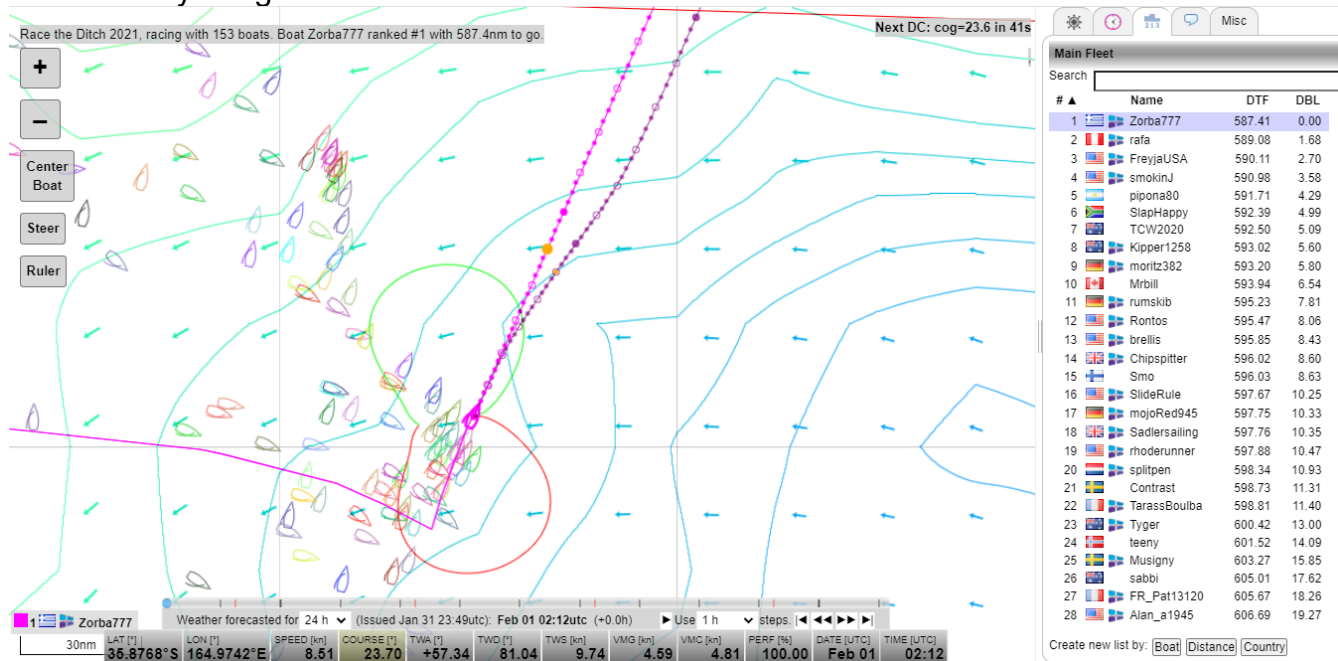 Race the Ditch 2021, racing with 153 boats. Boat Zorba777 ranked #1 with 587.4nm to go.
Next DC: cog=23.6 in 41s
+
−
Center
Boat
Steer
Ruler
1 Zorba777
30nm
Weather forecasted for 24 h (Issued Jan 31 23:49utc): Feb 01 02:12utc (+0.0h) Use 1 h steps.
LAT [°] LON [°] SPEED [kn] COURSE [°] TWA [°] TWD [°] TWS [kn] VMG [kn] VMC [kn] PERF [%] DATE [UTC] TIME [UTC]
35.8768°S 164.9742°E 8.51 23.70 +57.34 81.04 9.74 4.59 4.81 100.00 Feb 01 02:12
Misc
Main Fleet
Search
# ▲ Name DTF DBL
1 Zorba777 587.41 0.00
2 rafa 589.08 1.68
3 FreyjaUSA 590.11 2.70
4 smokinJ 590.98 3.58
5 pipona80 591.71 4.29
6 SlapHappy 592.39 4.99
7 TCW2020 592.50 5.09
8 Kipper1258 593.02 5.60
9 moritz382 593.20 5.80
10 Mrbill 593.94 6.54
11 rumskib 595.23 7.81
12 Rontos 595.47 8.06
13 brellis 595.85 8.43
14 Chipspitter 596.02 8.60
15 Smo 596.03 8.63
16 SlideRule 597.67 10.25
17 mojoRed945 597.75 10.33
18 Sadlersailing 597.76 10.35
19 rhoderunner 597.88 10.47
20 splitpen 598.34 10.93
21 Contrast 598.73 11.31
22 TarassBoulba 598.81 11.40
23 Tyger 600.42 13.00
24 teeny 601.52 14.09
25 Musigny 603.27 15.85
26 sabbi 605.01 17.62
27 FR_Pat13120 605.67 18.26
28 Alan_a1945 606.69 19.27
Create new list by: Boat Distance Country